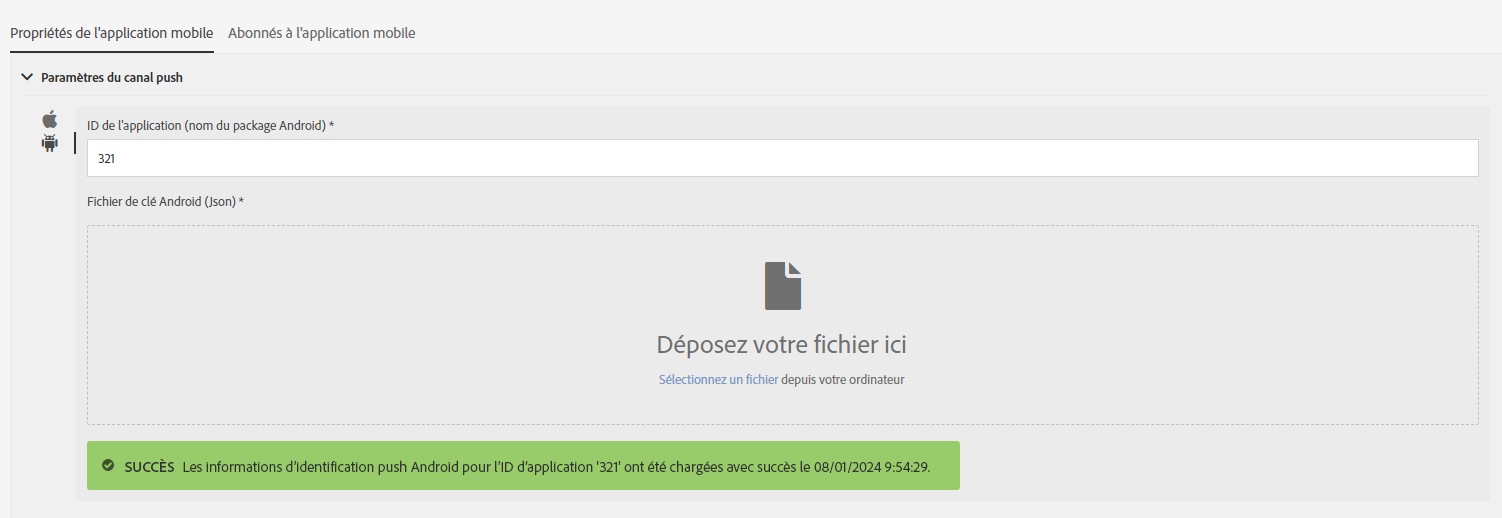 Propriétés de l'application mobile Abonnés à l'application mobile
Paramètres du canal push
ID de l'application (nom du package Android) *
321
Fichier de clé Android (Json) *
Déposez votre fichier ici
Sélectionnez un fichier depuis votre ordinateur
SUCCÈS Les informations d'identification push Android pour l'ID d'application '321' ont été chargées avec succès le 08/01/2024 9:54:29.